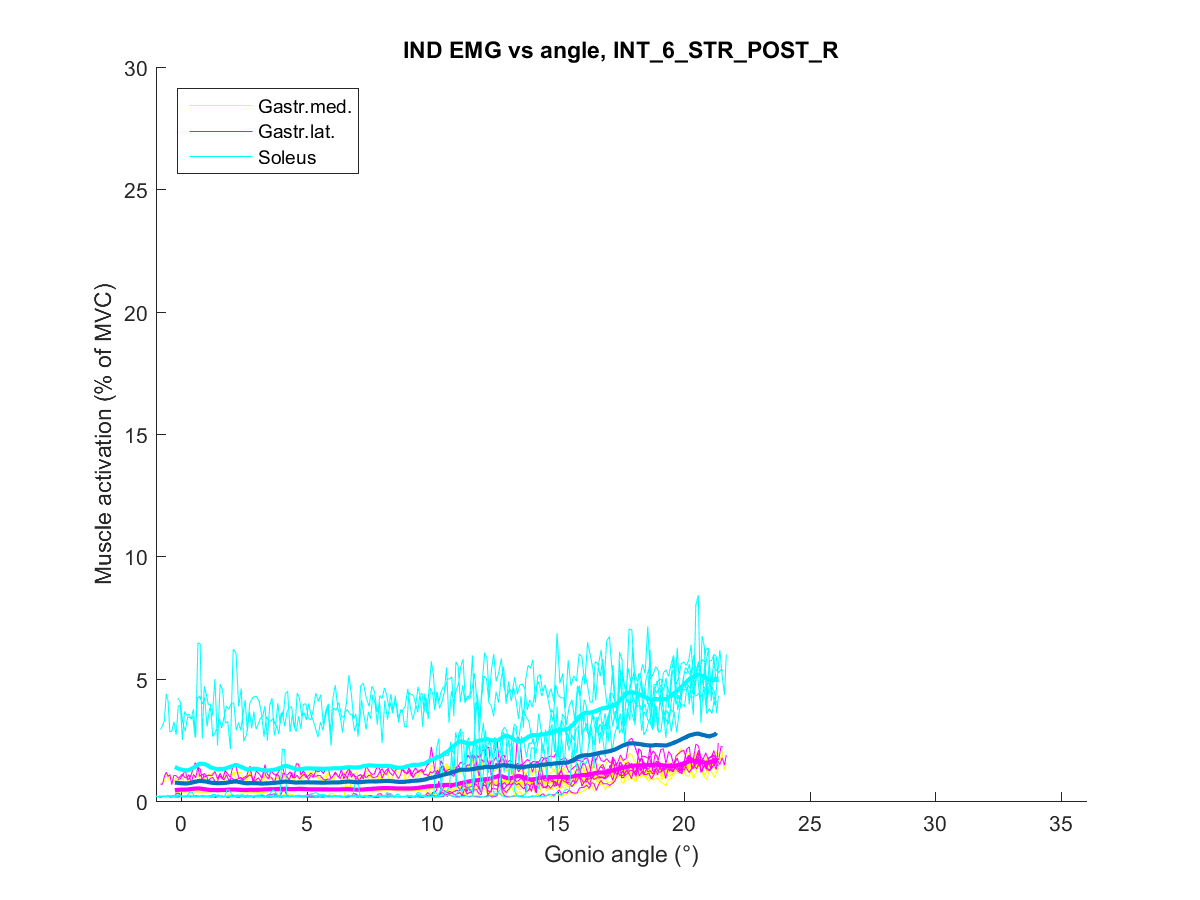 IND EMG vs angle, INT_6_STR_POST_R
30
25
20
15
10
5
0
Muscle activation (% of MVC)
Gastr.med.
Gastr.lat.
Soleus
0 5 10 15 20 25 30 35
Gonio angle (°)